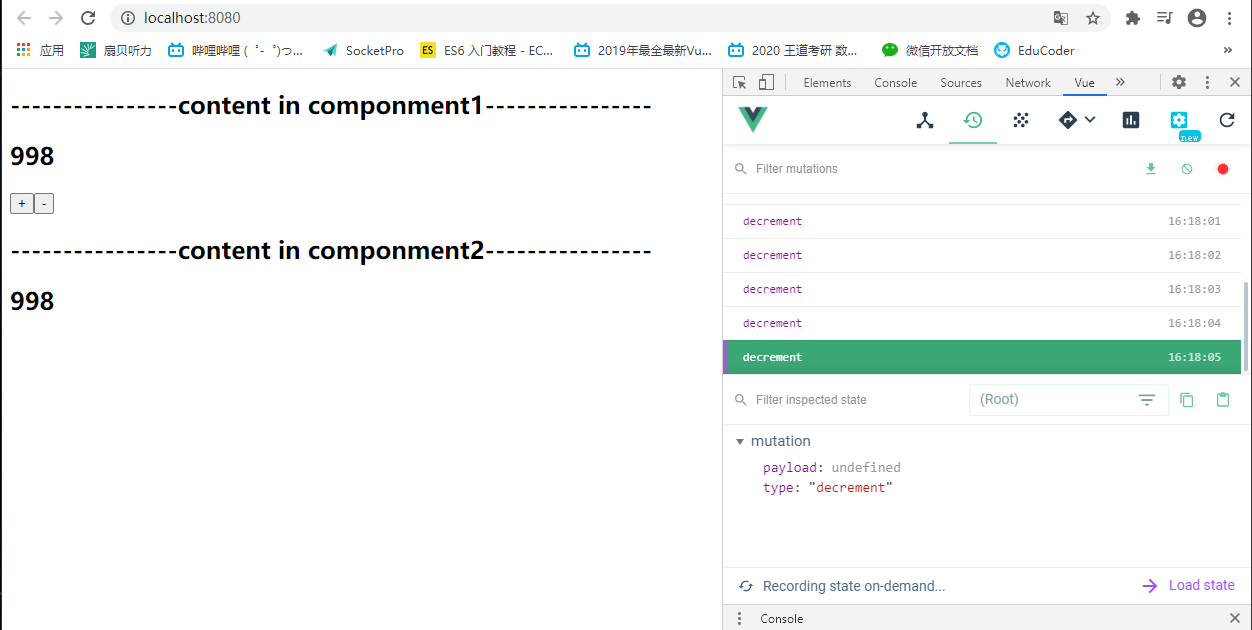 localhost:8080
应用 扇贝听力 哔哩哔哩 ( ゜- ゜)つ... SocketPro ES ES6 入门教程 - EC... 2019年最全最新Vu... 2020 王道考研 数... 微信开放文档 EduCoder »
Elements Console Sources Network Vue »
---------------content in componment1---------------
998
+ -
---------------content in componment2---------------
998
new
Filter mutations
decrement 16:18:01
decrement 16:18:02
decrement 16:18:03
decrement 16:18:04
decrement 16:18:05
Filter inspected state (Root)
mutation
payload: undefined
type: "decrement"
Recording state on-demand... Load state
Console